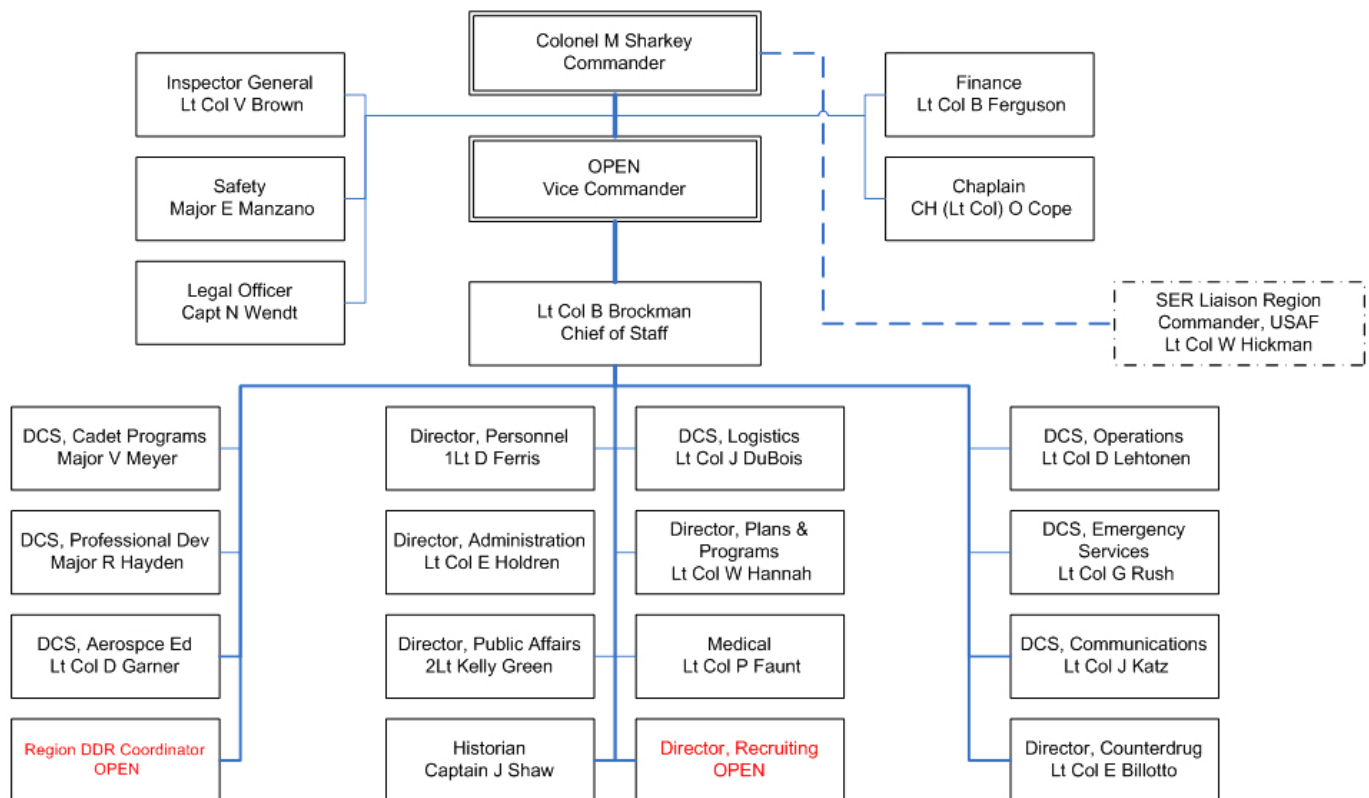 Colonel M Sharkey
Commander
Inspector General
Lt Col V Brown
Finance
Lt Col B Ferguson
OPEN
Vice Commander
Safety
Major E Manzano
Chaplain
CH (Lt Col) O Cope
Legal Officer
Capt N Wendt
Lt Col B Brockman
Chief of Staff
SER Liaison Region
Commander, USAF
Lt Col W Hickman
DCS, Cadet Programs
Major V Meyer
Director, Personnel
1Lt D Ferris
DCS, Logistics
Lt Col J DuBois
DCS, Operations
Lt Col D Lehtonen
DCS, Professional Dev
Major R Hayden
Director, Administration
Lt Col E Holdren
Director, Plans &
Programs
Lt Col W Hannah
DCS, Emergency
Services
Lt Col G Rush
DCS, Aerospce Ed
Lt Col D Garner
Director, Public Affairs
2Lt Kelly Green
Medical
Lt Col P Faunt
DCS, Communications
Lt Col J Katz
Region DDR Coordinator
OPEN
Historian
Captain J Shaw
Director, Recruiting
OPEN
Director, Counterdrug
Lt Col E Billotto